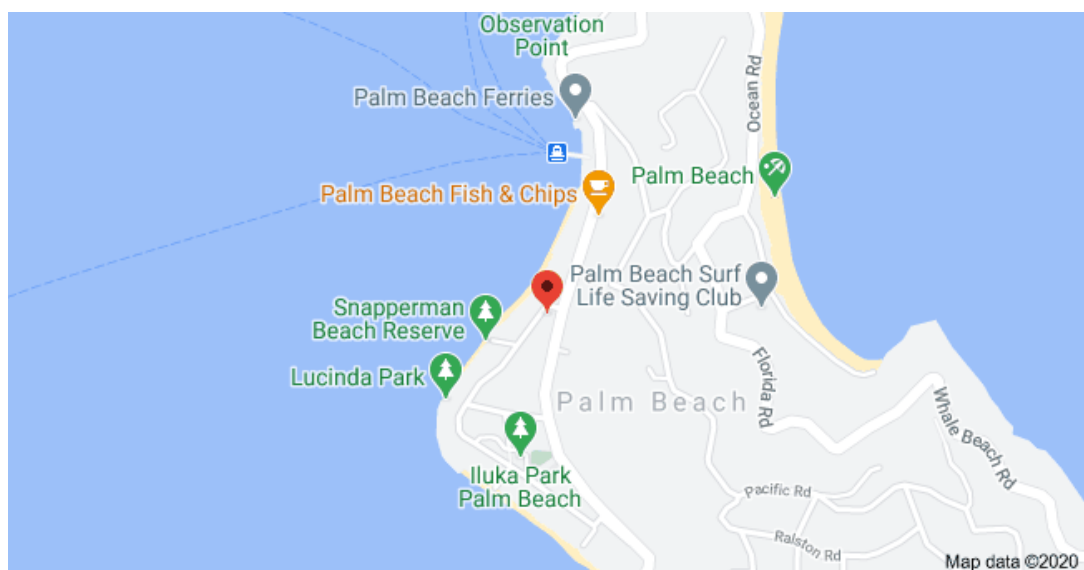 Observation
Point
Palm Beach Ferries
Ocean Rd
Palm Beach
Palm Beach Fish & Chips
Palm Beach Surf
Life Saving Club
Snapperman
Beach Reserve
Lucinda Park
Florida Rd
Palm Beach
Whale Beach Rd
Iluka Park
Palm Beach
Pacific Rd
Ralston Rd
Map data ©2020